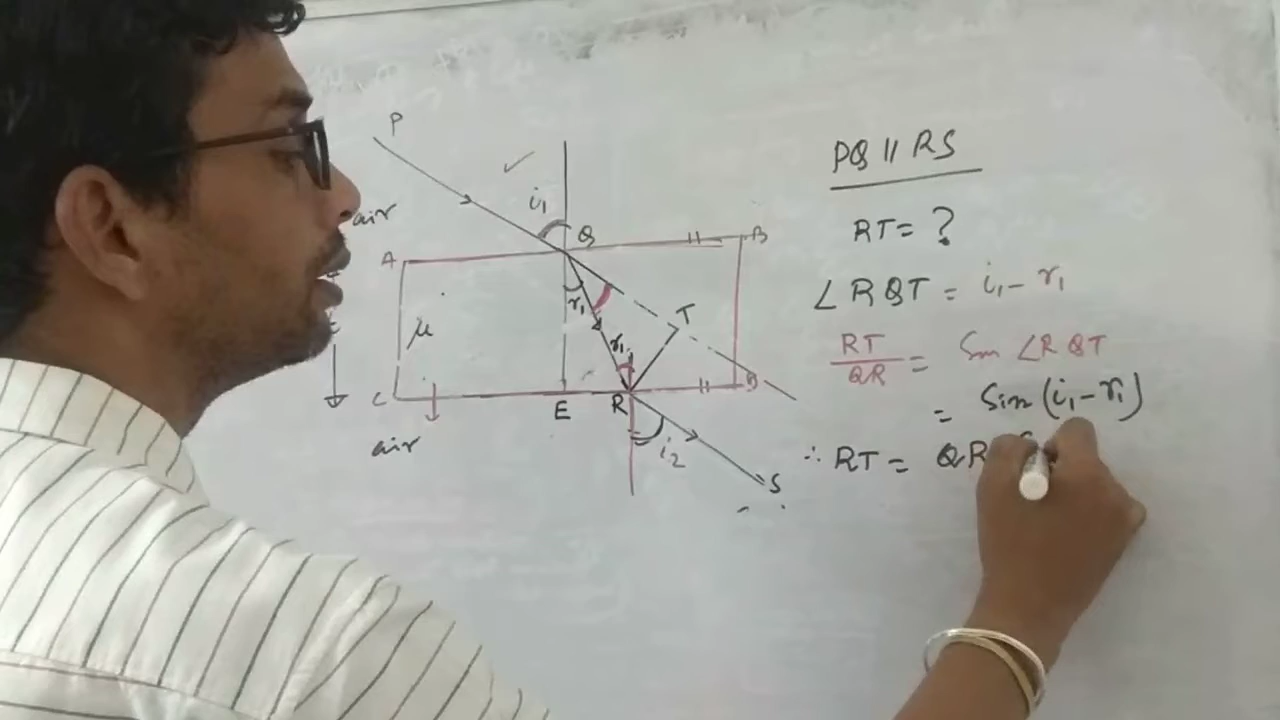 P
i₁
Q
air
A
B
r₁
T
μ
r₁
C
E
R
air
i₂
S
PQ || RS
RT = ?
∠RQT = i₁ - r₁
RT/QR = Sin ∠RQT
= Sin (i₁ - r₁)
∴ RT = QR